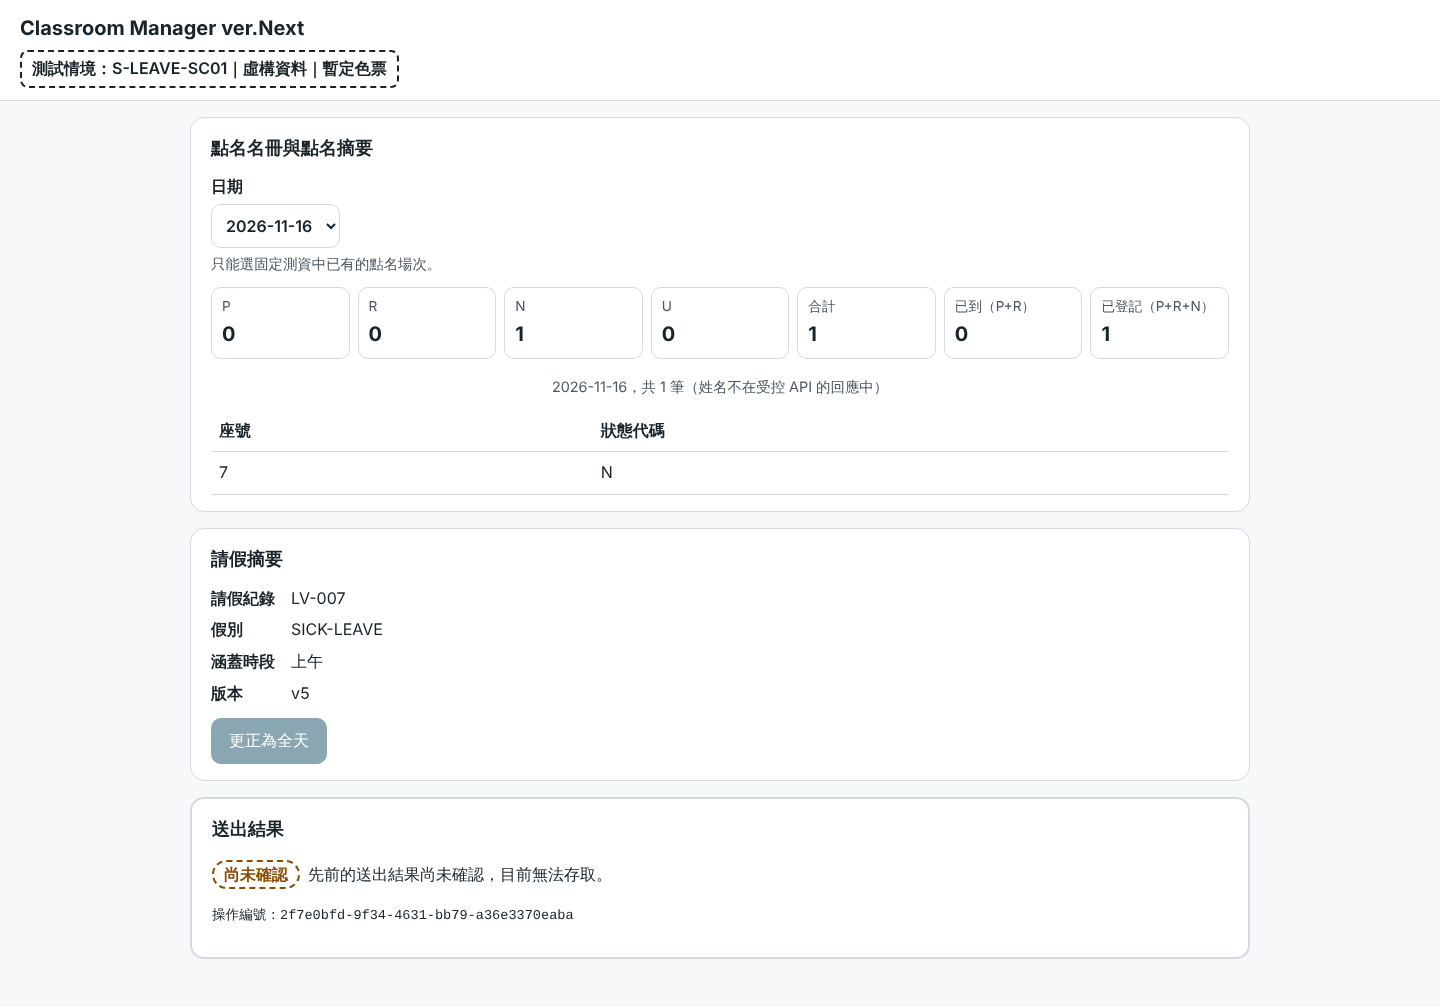 Classroom Manager ver.Next
測試情境：S-LEAVE-SC01｜虛構資料｜暫定色票
點名名冊與點名摘要
日期
2026-11-16
只能選固定測資中已有的點名場次。
P R N U 合計 已到（P+R） 已登記（P+R+N）
0 0 1 0 1 0 1
2026-11-16，共 1 筆（姓名不在受控 API 的回應中）
座號 狀態代碼
7 N
請假摘要
請假紀錄 LV-007
假別 SICK-LEAVE
涵蓋時段 上午
版本 v5
更正為全天
送出結果
尚未確認 先前的送出結果尚未確認，目前無法存取。
操作編號：2f7e0bfd-9f34-4631-bb79-a36e3370eaba